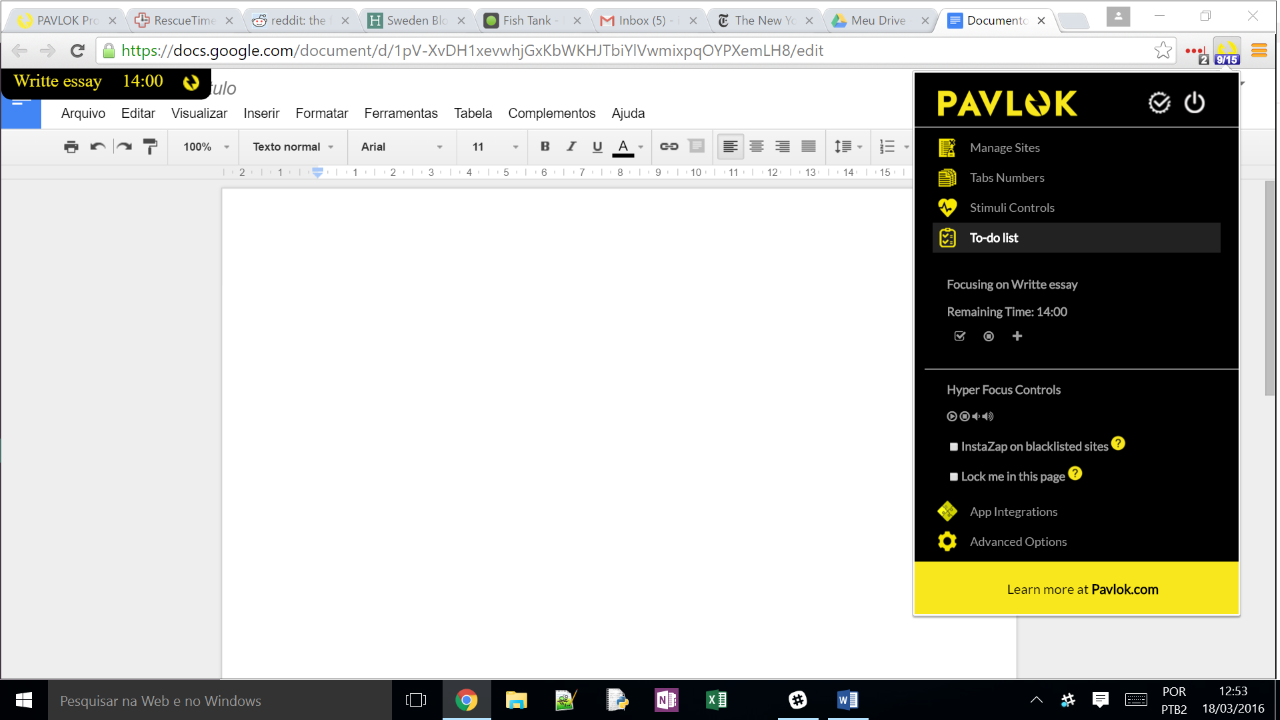 PAVLOK Pro
RescueTime
reddit: the
Sweden Blo
Fish Tank -
Inbox (5) -
The New Yo
Meu Drive
Documento
https://docs.google.com/document/d/1pV-XvDH1xevwhjGxKbWKHJTbiYlVwmixpqOYPXemLH8/edit
2
9/15
Writte essay 14:00
ulo
Arquivo Editar Visualizar Inserir Formatar Ferramentas Tabela Complementos Ajuda
100% Texto normal Arial 11 B I U A
2 1 1 2 3 4 5 6 7 8 9 10 11 12 13 14 15
PAVLOK
Manage Sites
Tabs Numbers
Stimuli Controls
To-do list
Focusing on Writte essay
Remaining Time: 14:00
Hyper Focus Controls
InstaZap on blacklisted sites ?
Lock me in this page ?
App Integrations
Advanced Options
Learn more at Pavlok.com
Pesquisar na Web e no Windows
POR
PTB2
12:53
18/03/2016